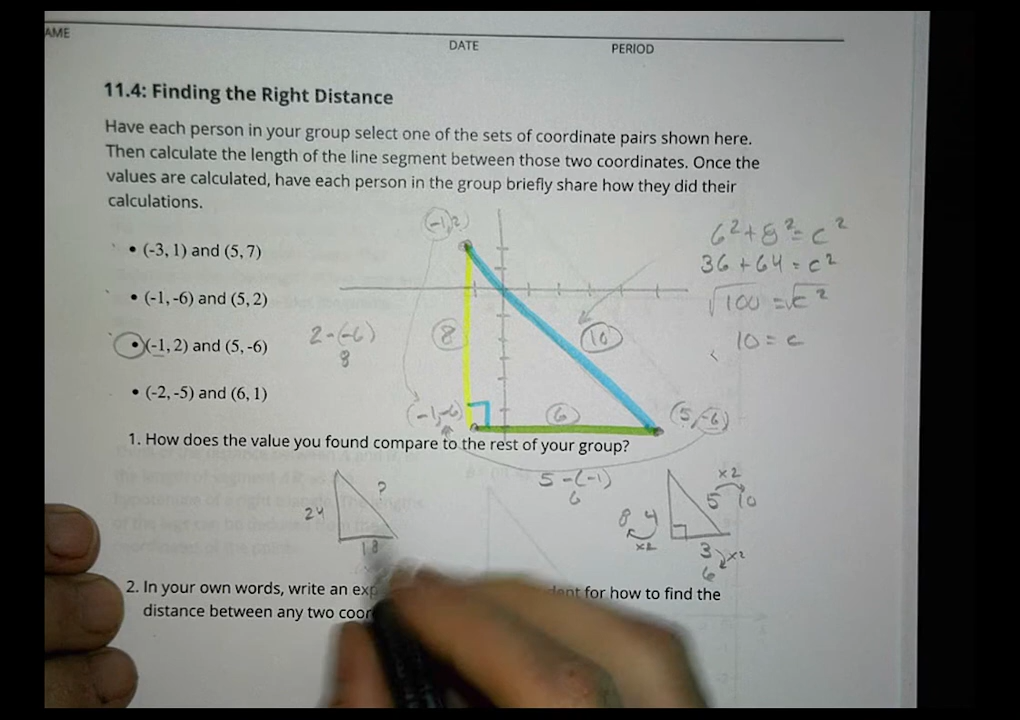 AME
DATE
PERIOD
11.4: Finding the Right Distance
Have each person in your group select one of the sets of coordinate pairs shown here.
Then calculate the length of the line segment between those two coordinates. Once the
values are calculated, have each person in the group briefly share how they did their
calculations.
• (-3, 1) and (5, 7)
• (-1, -6) and (5, 2)
• (-1, 2) and (5, -6)
• (-2, -5) and (6, 1)
2-(-6)
8
(-1,2)
8
10
(-1,-6)
6
(5,-6)
6²+8²=c²
36+64=c²
√100=√c²
10=c
1. How does the value you found compare to the rest of your group?
24
?
18
5-(-1)
6
x2
5 10
8 4
x2
3 x2
6
2. In your own words, write an exp for how to find the
distance between any two coor